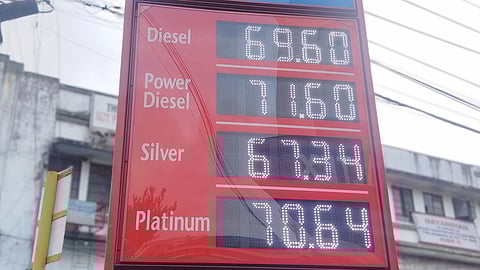 Diesel 69.60
Power Diesel 71.60
Silver 67.34
Platinum 70.64